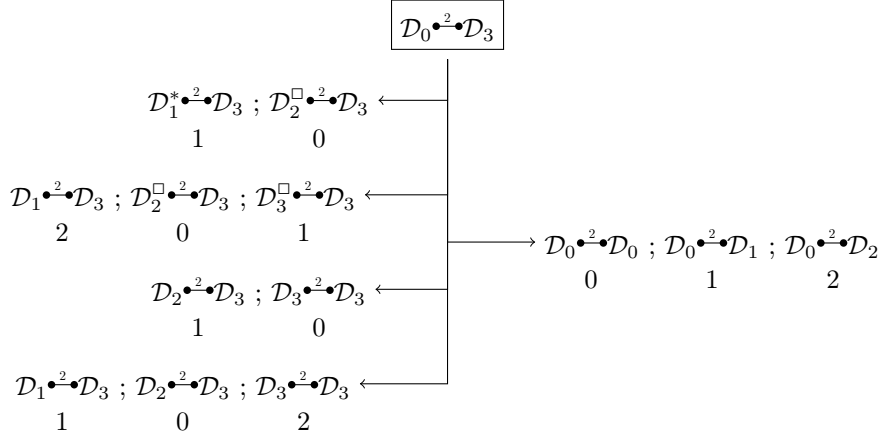 𝒟₀•—²—•𝒟₃
𝒟₁*•—²—•𝒟₃ ; 𝒟₂□•—²—•𝒟₃
1 0
𝒟₁•—²—•𝒟₃ ; 𝒟₂□•—²—•𝒟₃ ; 𝒟₃□•—²—•𝒟₃
2 0 1
𝒟₀•—²—•𝒟₀ ; 𝒟₀•—²—•𝒟₁ ; 𝒟₀•—²—•𝒟₂
0 1 2
𝒟₂•—²—•𝒟₃ ; 𝒟₃•—²—•𝒟₃
1 0
𝒟₁•—²—•𝒟₃ ; 𝒟₂•—²—•𝒟₃ ; 𝒟₃•—²—•𝒟₃
1 0 2